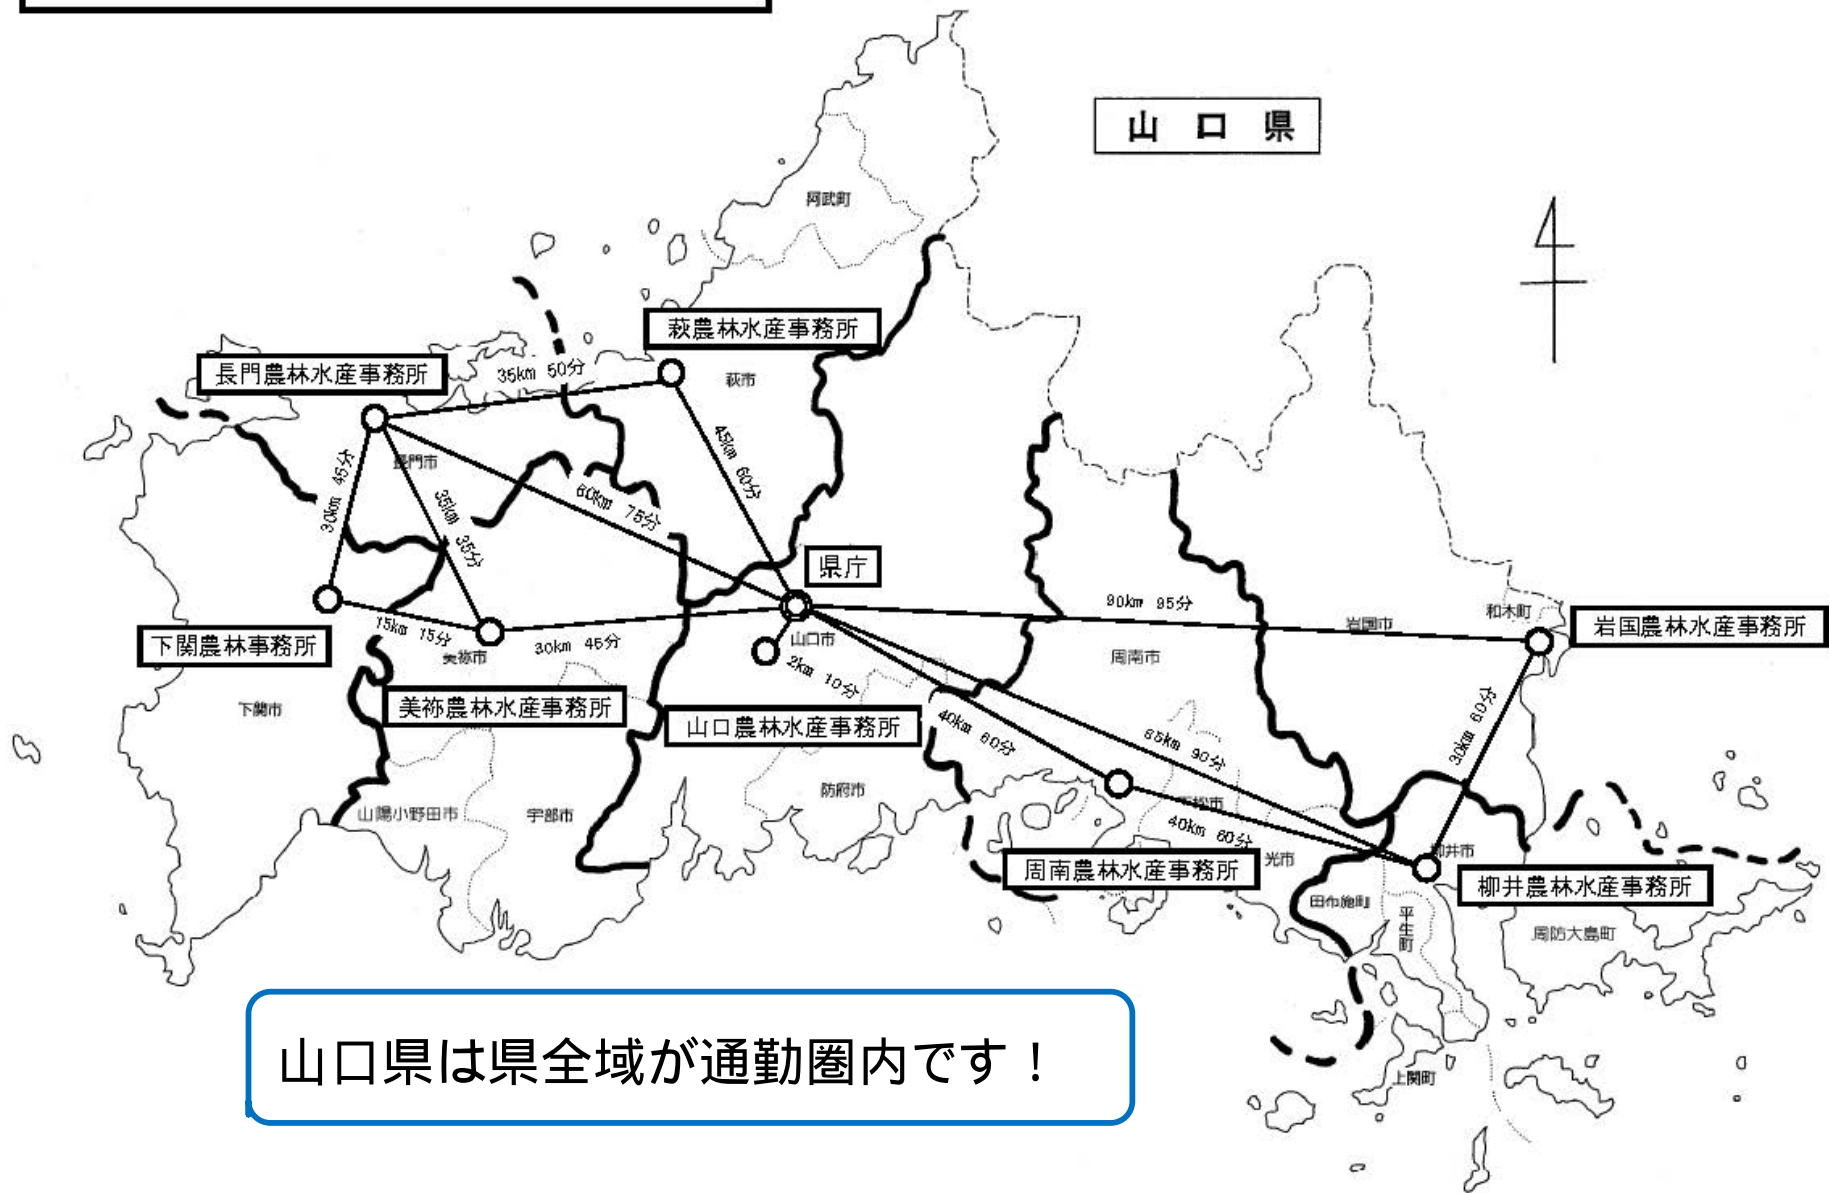 山口県
阿武町
萩農林水産事務所
長門農林水産事務所
35km 50分
萩市
長門市
30km 45分
35km 35分
60km 75分
45km 60分
県庁
90km 95分
和木町
岩国市
岩国農林水産事務所
下関農林事務所
15km 15分
美祢市
30km 45分
山口市
2km 10分
周南市
下関市
美祢農林水産事務所
山口農林水産事務所
40km 60分
65km 90分
30km 60分
山陽小野田市
宇部市
防府市
下松市
40km 60分
光市
柳井市
周南農林水産事務所
柳井農林水産事務所
田布施町
平生町
周防大島町
上関町
山口県は県全域が通勤圏内です！